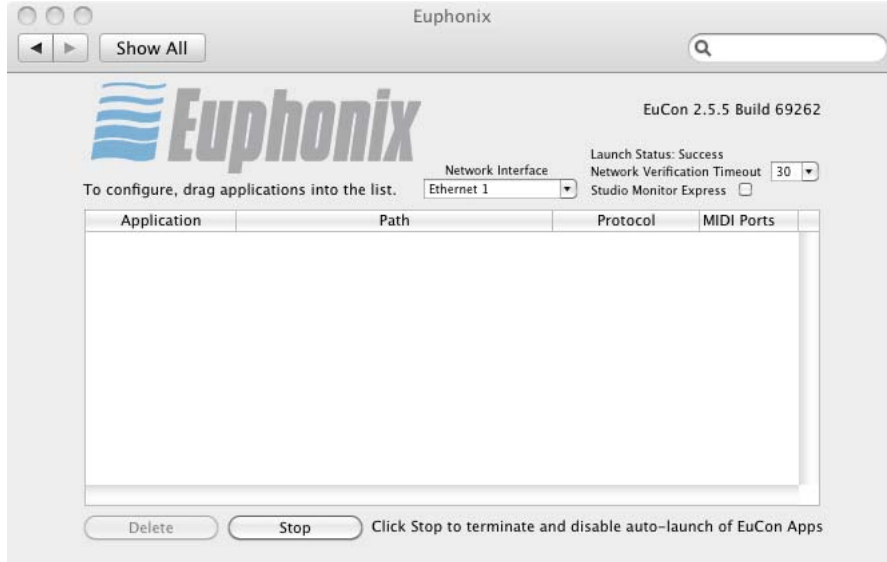 Euphonix
Show All
Euphonix
EuCon 2.5.5 Build 69262
Launch Status: Success
Network Interface
Network Verification Timeout 30
To configure, drag applications into the list.
Ethernet 1
Studio Monitor Express
Application Path Protocol MIDI Ports
Delete Stop Click Stop to terminate and disable auto-launch of EuCon Apps